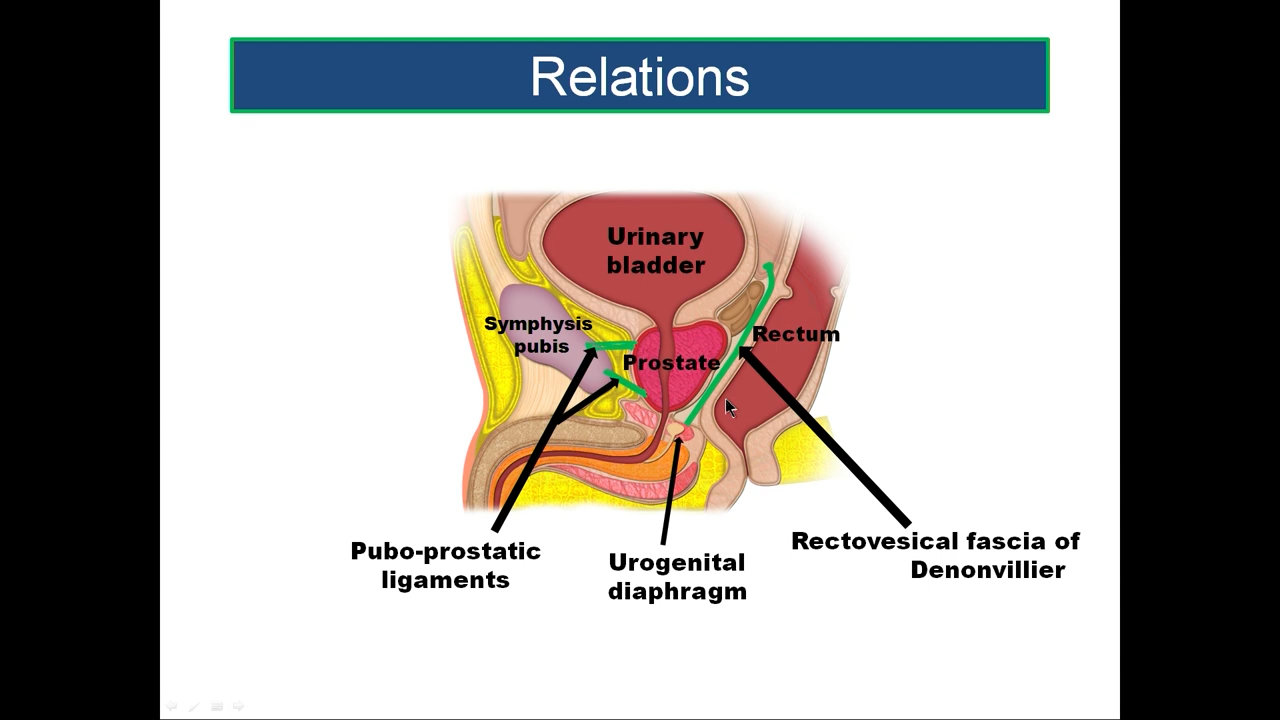 Relations
Urinary
bladder
Symphysis
pubis
Prostate
Rectum
Pubo-prostatic
ligaments
Urogenital
diaphragm
Rectovesical fascia of
Denonvillier